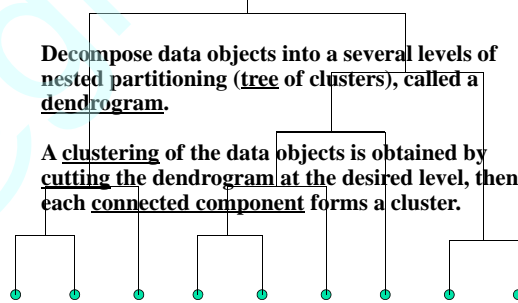 Decompose data objects into a several levels of
nested partitioning (tree of clusters), called a
dendrogram.
A clustering of the data objects is obtained by
cutting the dendrogram at the desired level, then
each connected component forms a cluster.